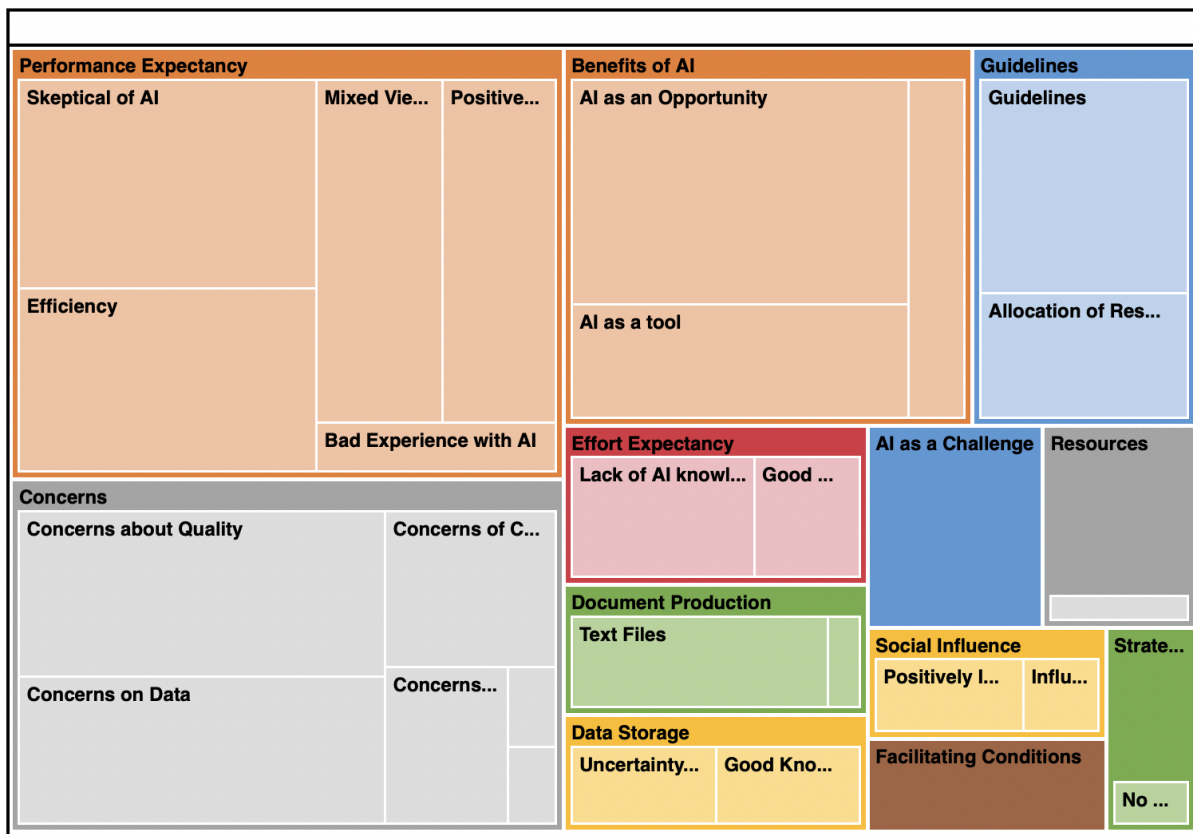 Performance Expectancy
Skeptical of AI
Mixed Vie...
Positive...
Efficiency
Bad Experience with AI
Benefits of AI
AI as an Opportunity
AI as a tool
Guidelines
Guidelines
Allocation of Res...
Concerns
Concerns about Quality
Concerns of C...
Concerns on Data
Concerns...
Effort Expectancy
Lack of AI knowl...
Good ...
AI as a Challenge
Resources
Document Production
Text Files
Social Influence
Positively I...
Influ...
Strate...
No ...
Data Storage
Uncertainty...
Good Kno...
Facilitating Conditions